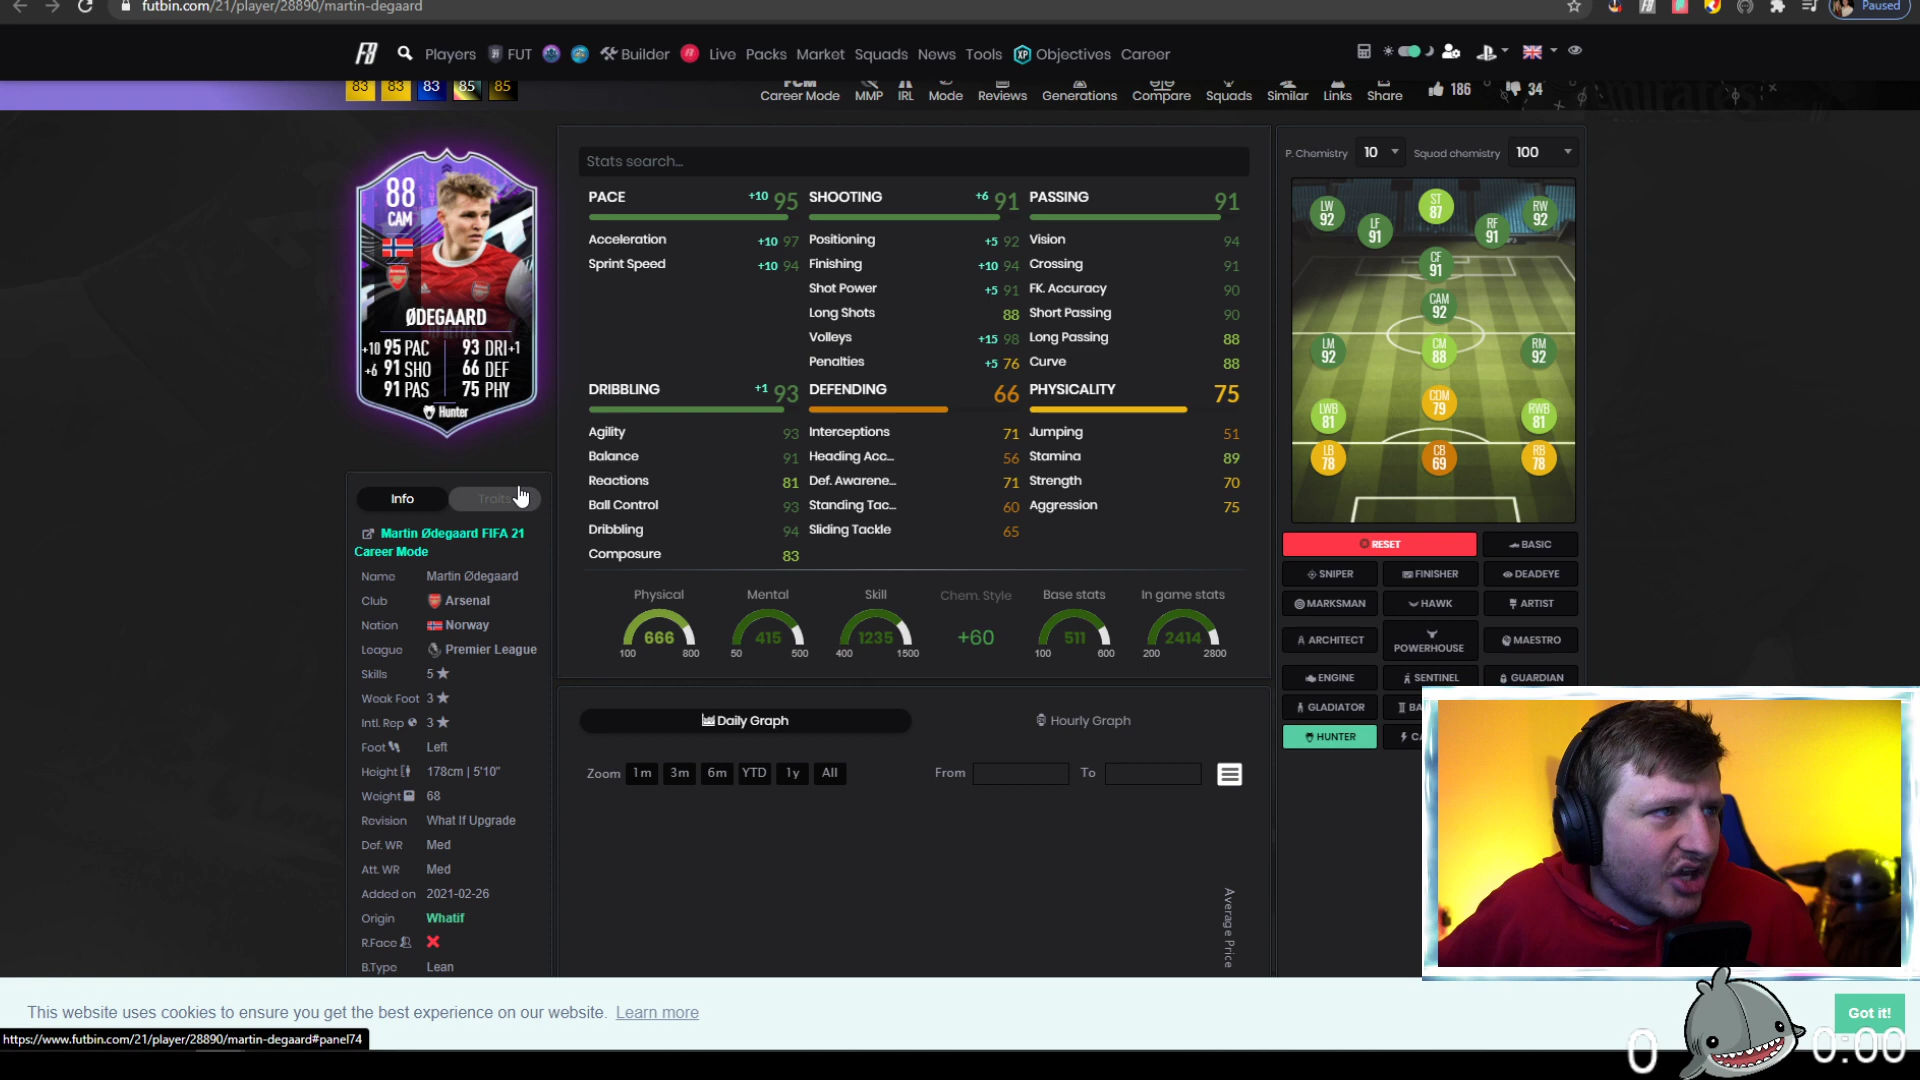 futbin.com/21/player/28890/martin-degaard
Paused
Players FUT Builder Live Packs Market Squads News Tools XP Objectives Career
83 83 83 85 85
Career Mode MMP IRL Mode Reviews Generations Compare Squads Similar Links Share 186 34
88
CAM
ØDEGAARD
+10 95 PAC 93 DRI +1
+6 91 SHO 66 DEF
91 PAS 75 PHY
Hunter
Info Traits
Martin Ødegaard FIFA 21
Career Mode
Name Martin Ødegaard
Club Arsenal
Nation Norway
League Premier League
Skills 5
Weak Foot 3
Intl. Rep 3
Foot Left
Height 178cm | 5'10"
Weight 68
Revision What If Upgrade
Def. WR Med
Att. WR Med
Added on 2021-02-26
Origin Whatif
R.Face
B.Type Lean
Stats search...
PACE +10 95
Acceleration +10 97
Sprint Speed +10 94
SHOOTING +6 91
Positioning +5 92
Finishing +10 94
Shot Power +5 91
Long Shots 88
Volleys +15 98
Penalties +5 76
PASSING 91
Vision 94
Crossing 91
FK. Accuracy 90
Short Passing 90
Long Passing 88
Curve 88
DRIBBLING +1 93
Agility 93
Balance 91
Reactions 81
Ball Control 93
Dribbling 94
Composure 83
DEFENDING 66
Interceptions 71
Heading Acc... 56
Def. Awarene... 71
Standing Tac... 60
Sliding Tackle 65
PHYSICALITY 75
Jumping 51
Stamina 89
Strength 70
Aggression 75
Physical Mental Skill Chem. Style Base stats In game stats
666 415 1235 +60 511 2414
100 800 50 500 400 1500 100 600 200 2800
Daily Graph Hourly Graph
Zoom 1m 3m 6m YTD 1y All From To
Average Price
P. Chemistry 10 Squad chemistry 100
LW 92 ST 87 RW 92
LF 91 RF 91
CF 91
CAM 92
LM 92 CM 88 RM 92
CDM 79
LWB 81 RWB 81
LB 78 CB 69 RB 78
RESET BASIC
SNIPER FINISHER DEADEYE
MARKSMAN HAWK ARTIST
ARCHITECT POWERHOUSE MAESTRO
ENGINE SENTINEL GUARDIAN
GLADIATOR BA
HUNTER CA
This website uses cookies to ensure you get the best experience on our website. Learn more
Got it!
https://www.futbin.com/21/player/28890/martin-degaard#panel74
0 0:00